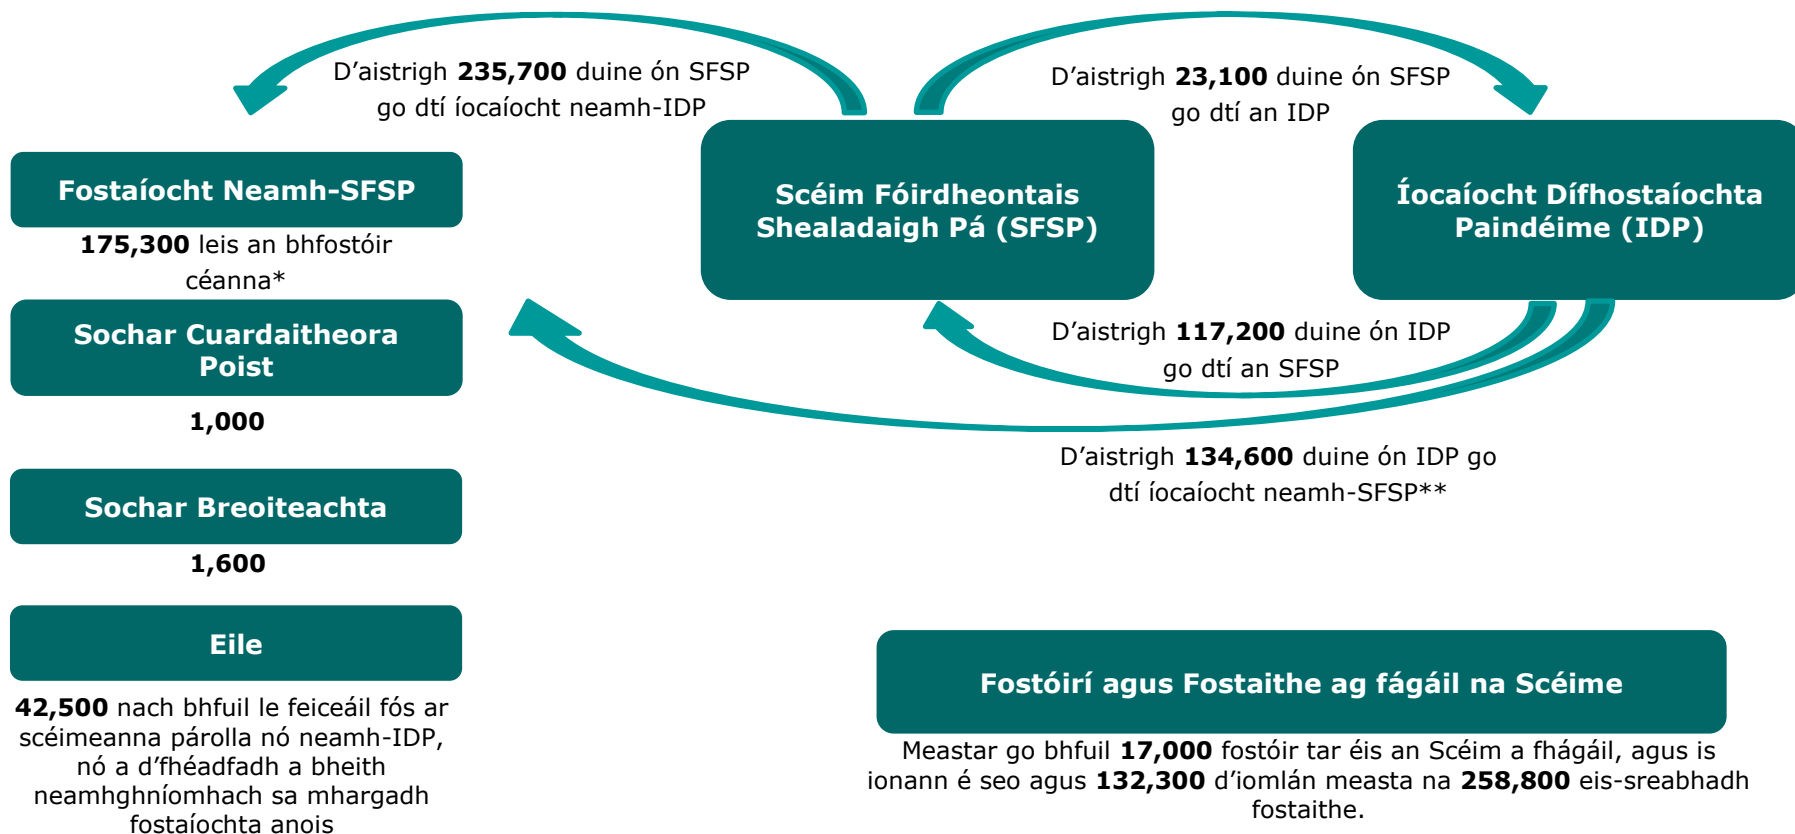 D’aistrigh 235,700 duine ón SFSP
go dtí íocaíocht neamh-IDP
D’aistrigh 23,100 duine ón SFSP
go dtí an IDP
Fostaíocht Neamh-SFSP
175,300 leis an bhfostóir
céanna*
Scéim Fóirdheontais
Shealadaigh Pá (SFSP)
Íocaíocht Dífhostaíochta
Paindéime (IDP)
Sochar Cuardaitheora
Poist
1,000
D’aistrigh 117,200 duine ón IDP
go dtí an SFSP
D’aistrigh 134,600 duine ón IDP go
dtí íocaíocht neamh-SFSP**
Sochar Breoiteachta
1,600
Eile
42,500 nach bhfuil le feiceáil fós ar
scéimeanna párolla nó neamh-IDP,
nó a d’fhéadfadh a bheith
neamhghníomhach sa mhargadh
fostaíochta anois
Fostóirí agus Fostaithe ag fágáil na Scéime
Meastar go bhfuil 17,000 fostóir tar éis an Scéim a fhágáil, agus is
ionann é seo agus 132,300 d’iomlán measta na 258,800 eis-sreabhadh
fostaithe.